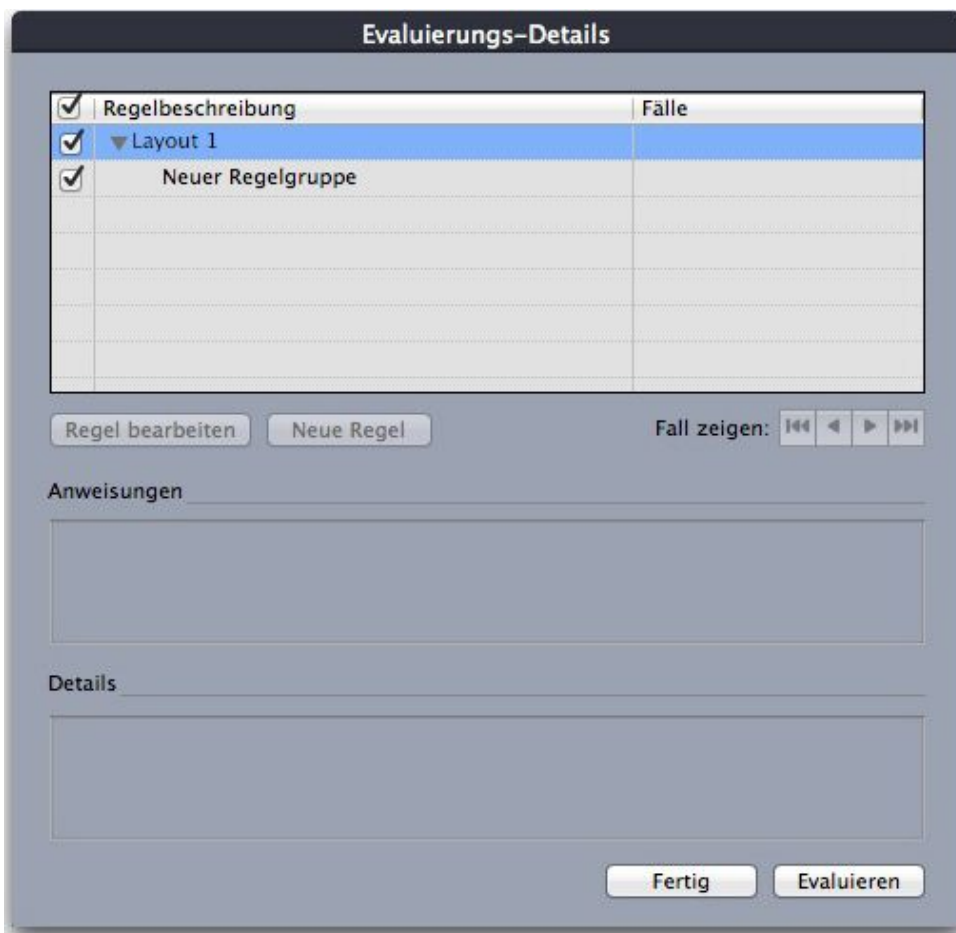 Evaluierungs-Details
Regelbeschreibung Fälle
Layout 1
Neuer Regelgruppe
Regel bearbeiten Neue Regel Fall zeigen:
Anweisungen
Details
Fertig Evaluieren